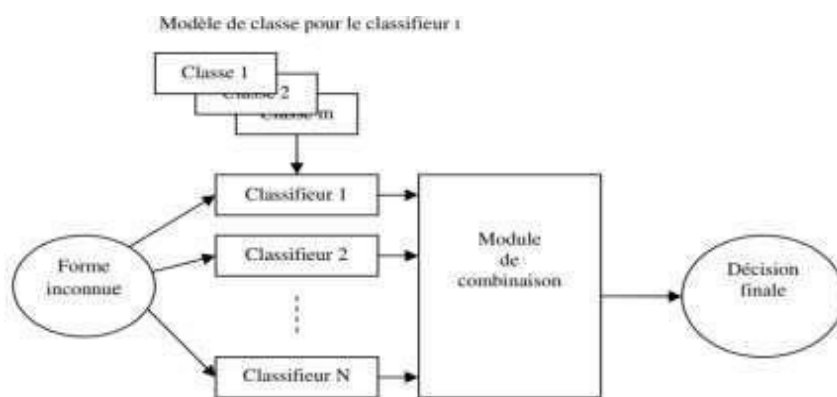 Modèle de classe pour le classifieur 1
Classe 1
Classe 2
Classe m
Classifieur 1
Classifieur 2
Classifieur N
Forme
inconnue
Module
de
combinaison
Décision
finale